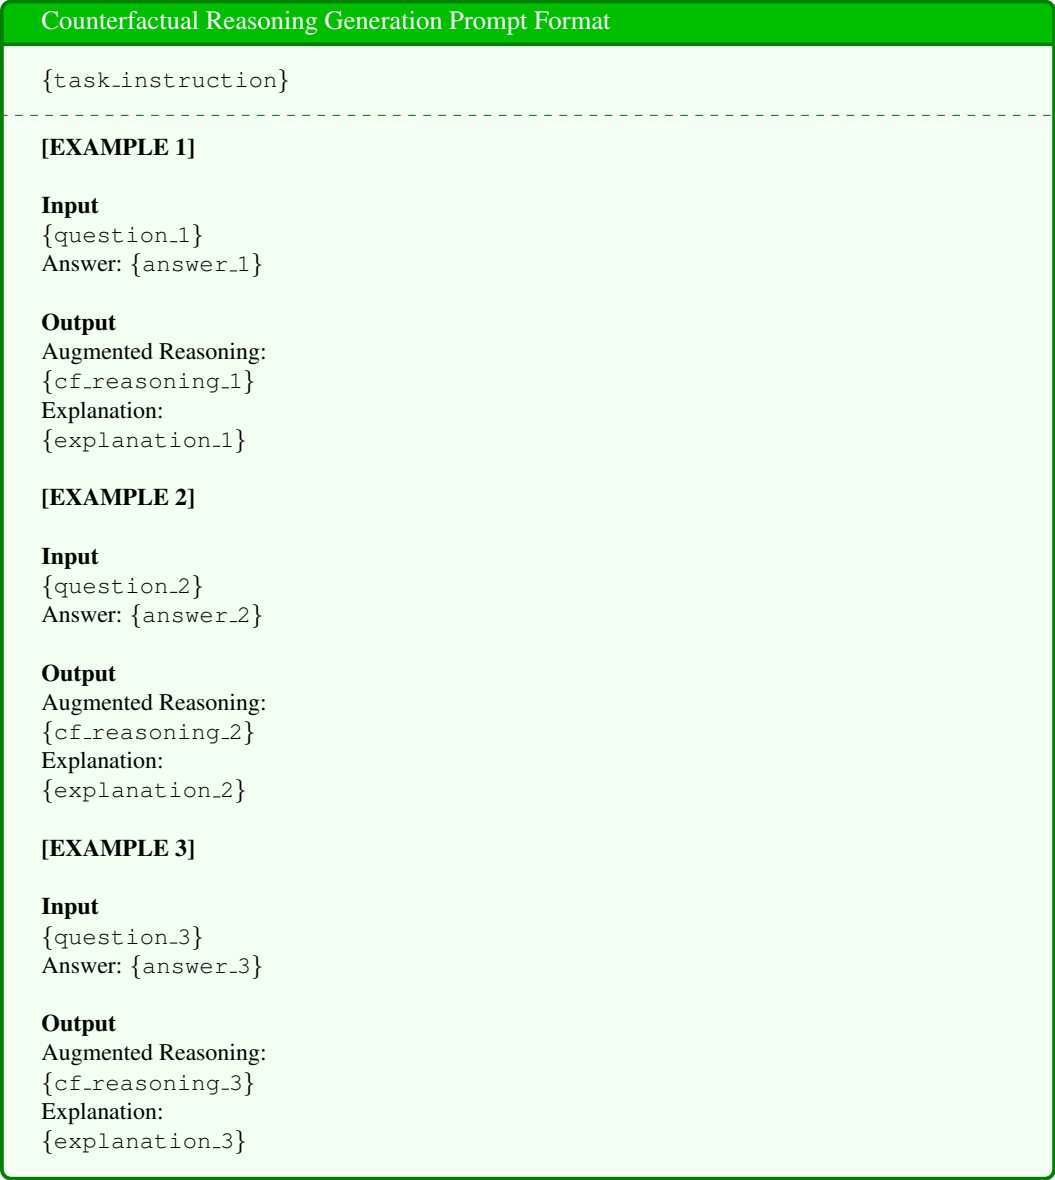 Counterfactual Reasoning Generation Prompt Format
{task_instruction}
[EXAMPLE 1]
Input
{question_1}
Answer: {answer_1}
Output
Augmented Reasoning:
{cf_reasoning_1}
Explanation:
{explanation_1}
[EXAMPLE 2]
Input
{question_2}
Answer: {answer_2}
Output
Augmented Reasoning:
{cf_reasoning_2}
Explanation:
{explanation_2}
[EXAMPLE 3]
Input
{question_3}
Answer: {answer_3}
Output
Augmented Reasoning:
{cf_reasoning_3}
Explanation:
{explanation_3}